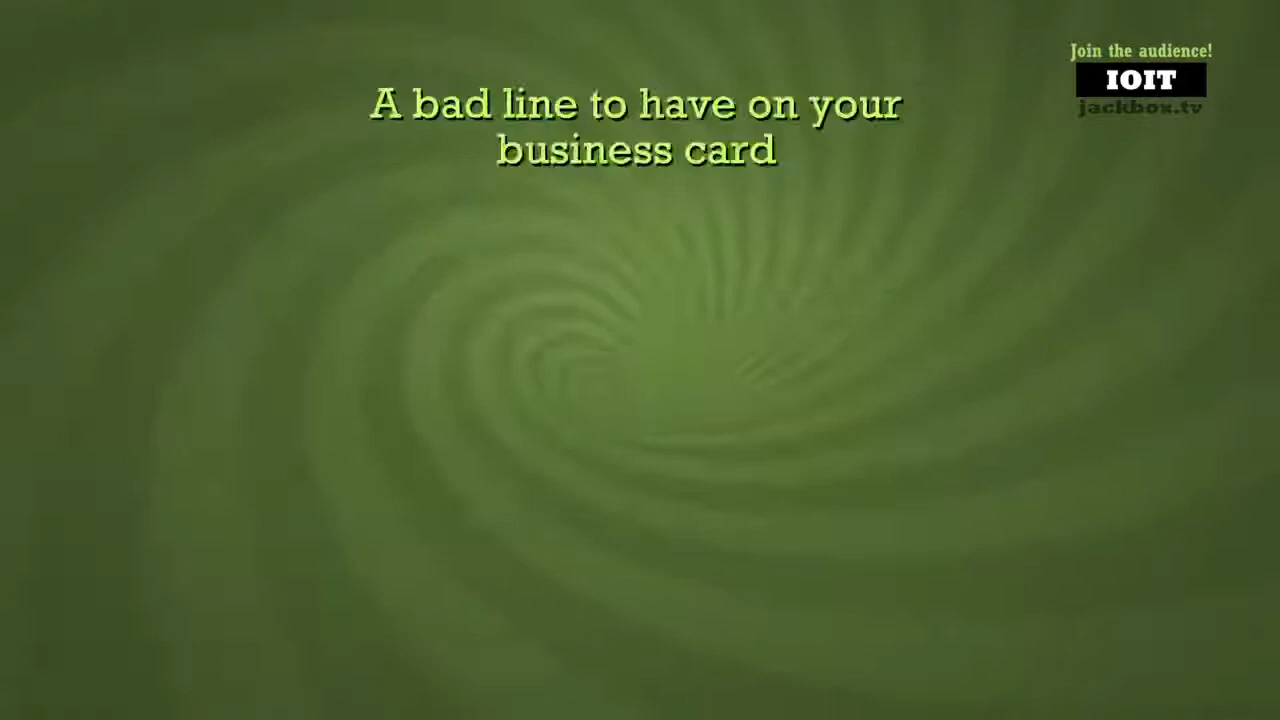 Join the audience!
IOIT
jackbox.tv
A bad line to have on your
business card